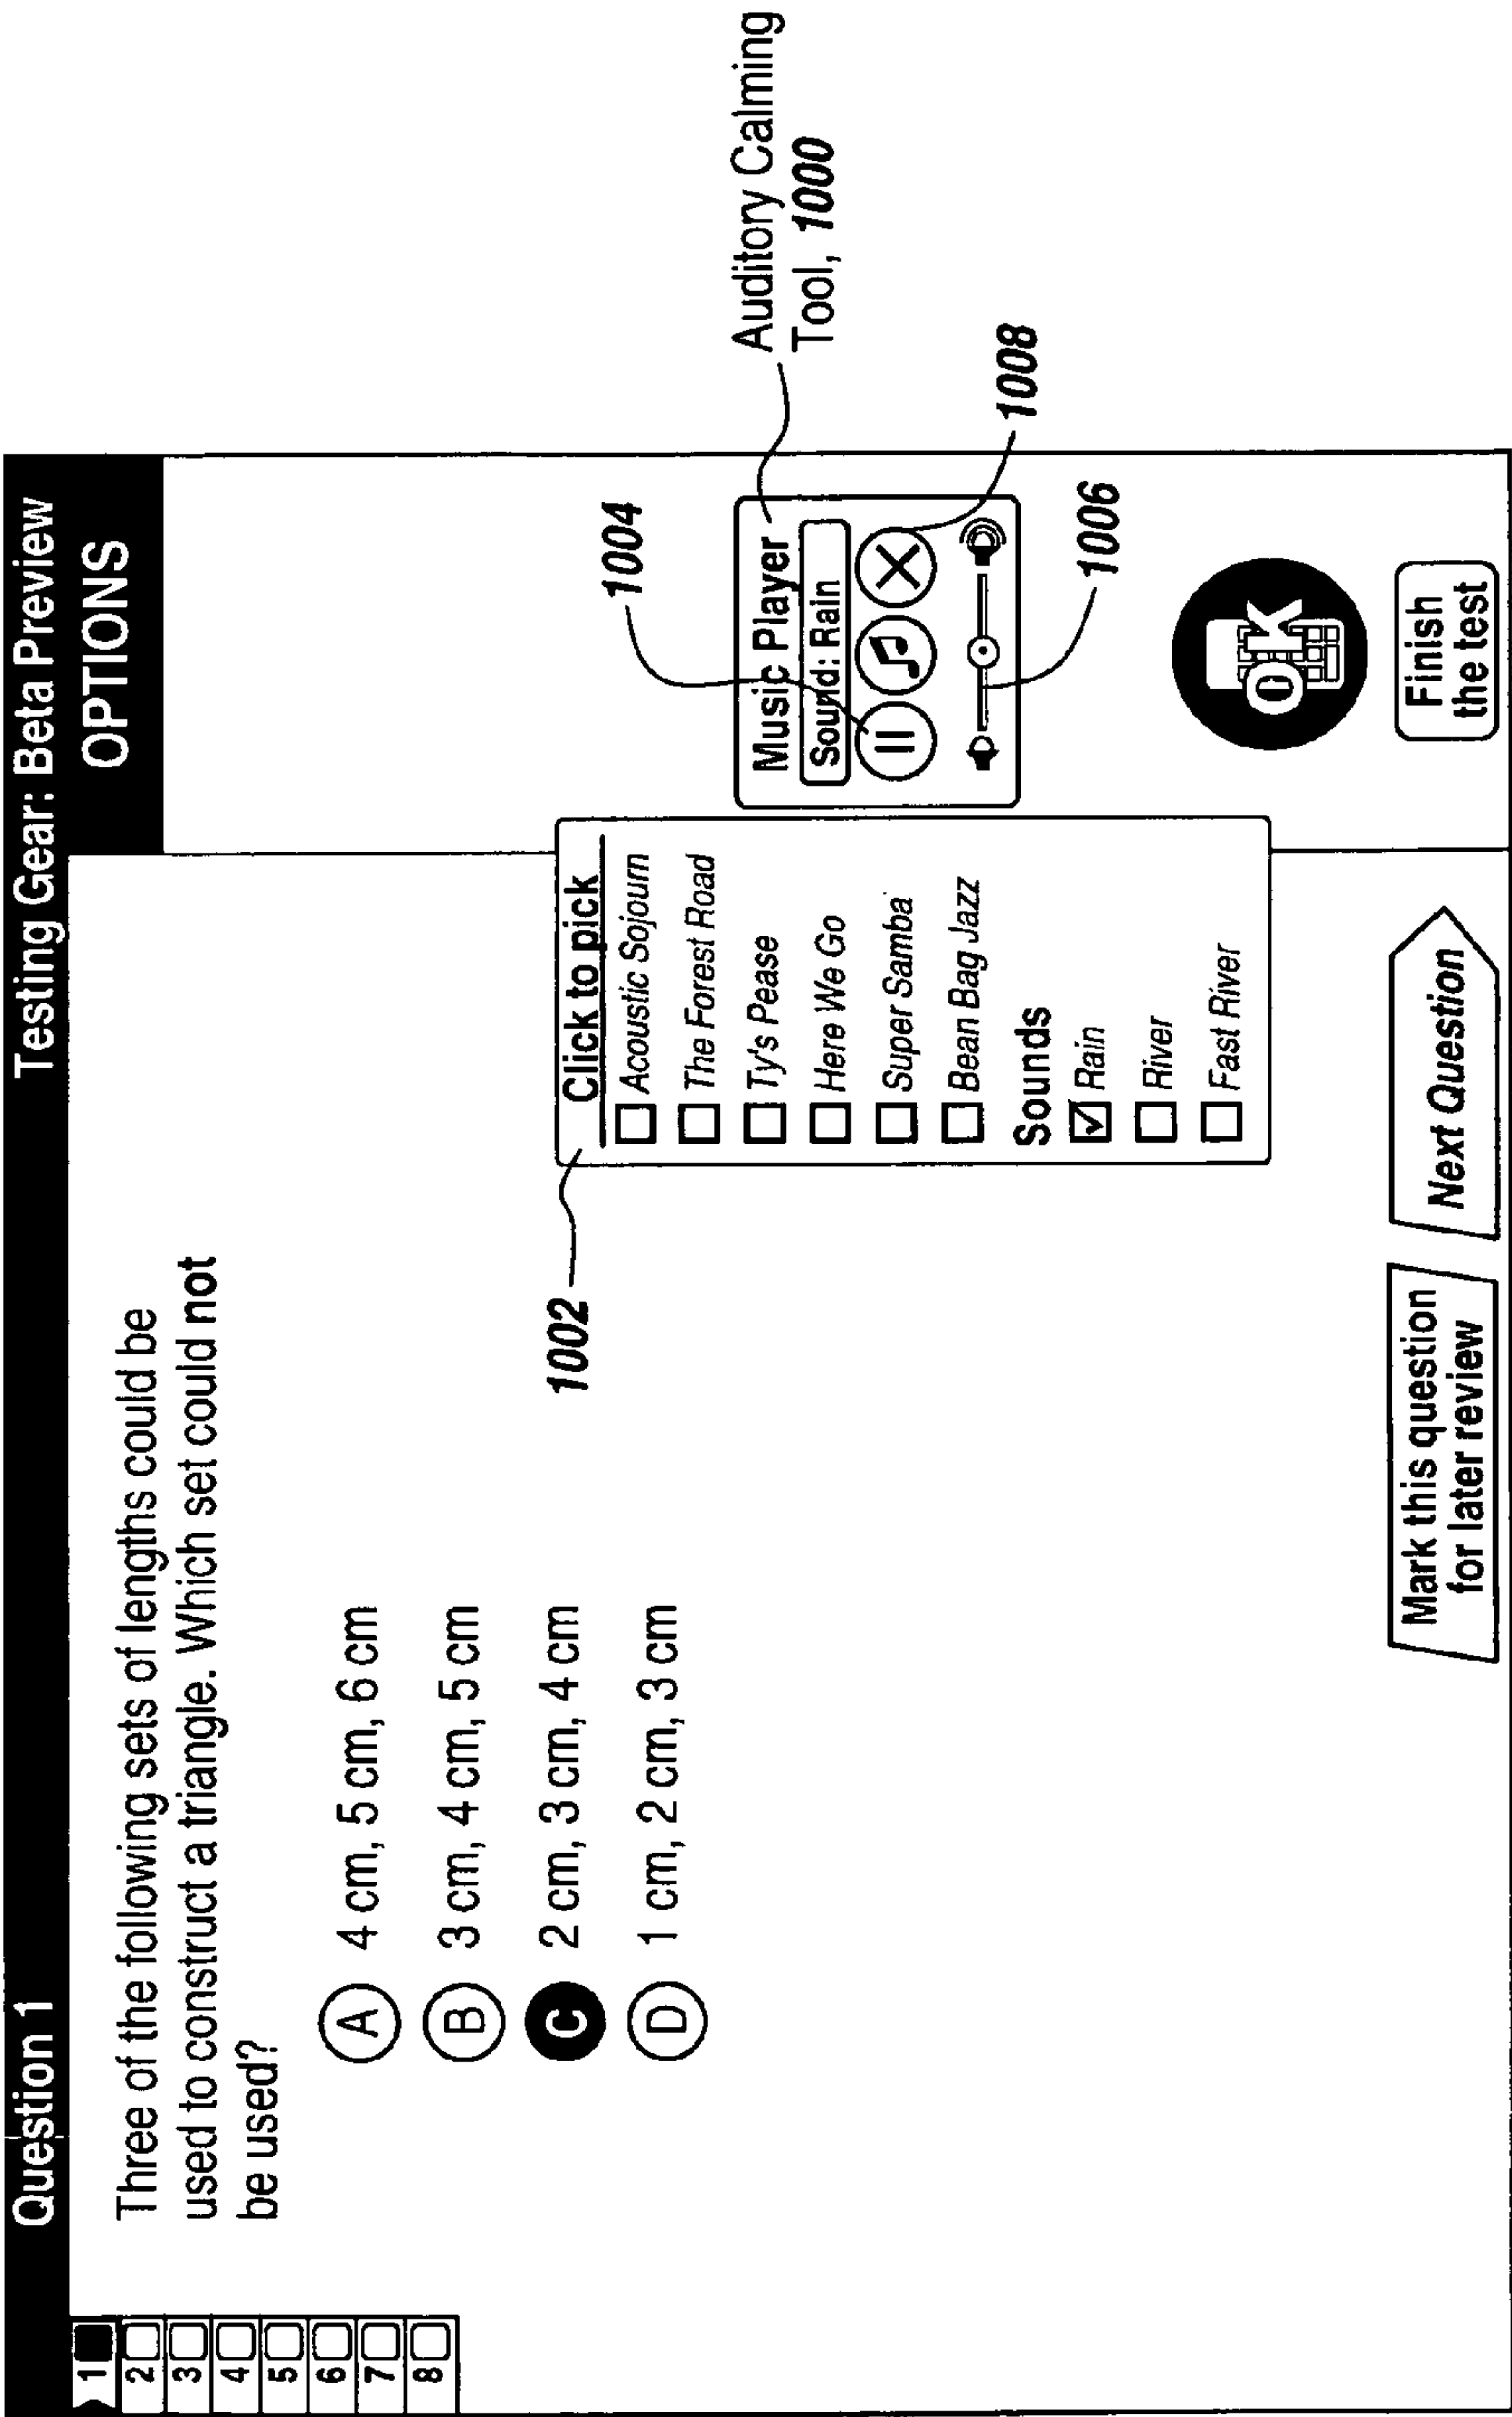 Question 1
Testing Gear: Beta Preview
OPTIONS
1
2
3
4
5
6
7
8
Three of the following sets of lengths could be
used to construct a triangle. Which set could not
be used?
A 4 cm, 5 cm, 6 cm
B 3 cm, 4 cm, 5 cm
C 2 cm, 3 cm, 4 cm
D 1 cm, 2 cm, 3 cm
1002
Click to pick
Acoustic Sojourn
The Forest Road
Ty's Pease
Here We Go
Super Samba
Bean Bag Jazz
Sounds
Rain
River
Fast River
1004
Music Player
Sound: Rain
Auditory Calming
Tool, 1000
1008
1006
OK
Mark this question
for later review
Next Question
Finish
the test